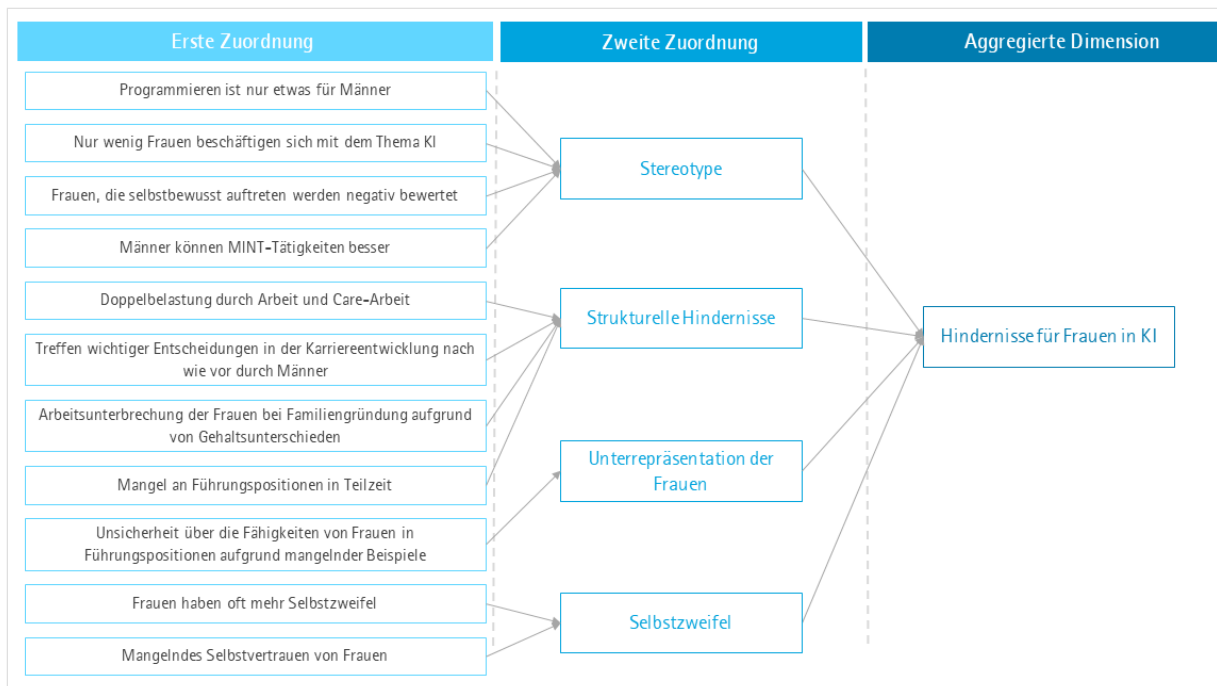 Erste Zuordnung
Zweite Zuordnung
Aggregierte Dimension
Programmieren ist nur etwas für Männer
Nur wenig Frauen beschäftigen sich mit dem Thema KI
Frauen, die selbstbewusst auftreten werden negativ bewertet
Männer können MINT-Tätigkeiten besser
Doppelbelastung durch Arbeit und Care-Arbeit
Treffen wichtiger Entscheidungen in der Karriereentwicklung nach
wie vor durch Männer
Arbeitsunterbrechung der Frauen bei Familiengründung aufgrund
von Gehaltsunterschieden
Mangel an Führungspositionen in Teilzeit
Unsicherheit über die Fähigkeiten von Frauen in
Führungspositionen aufgrund mangelnder Beispiele
Frauen haben oft mehr Selbstzweifel
Mangelndes Selbstvertrauen von Frauen
Stereotype
Strukturelle Hindernisse
Unterrepräsentation der
Frauen
Selbstzweifel
Hindernisse für Frauen in KI